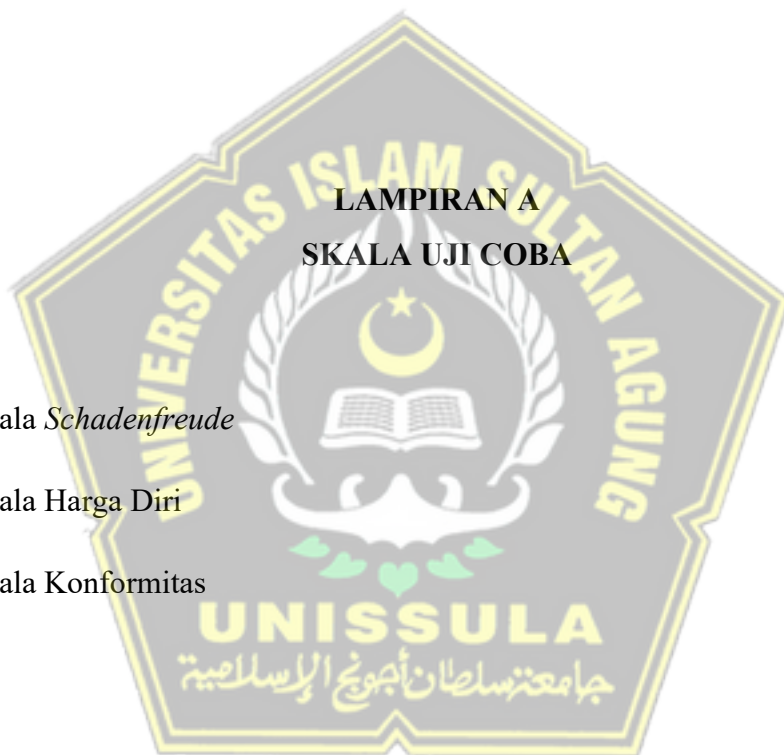 LAMPIRAN A
SKALA UJI COBA
ala Schadenfreude
ala Harga Diri
ala Konformitas
UNIVERSITAS ISLAM SULTAN AGUNG
UNISSULA
جامعة سلطان أجونج الإسلامية